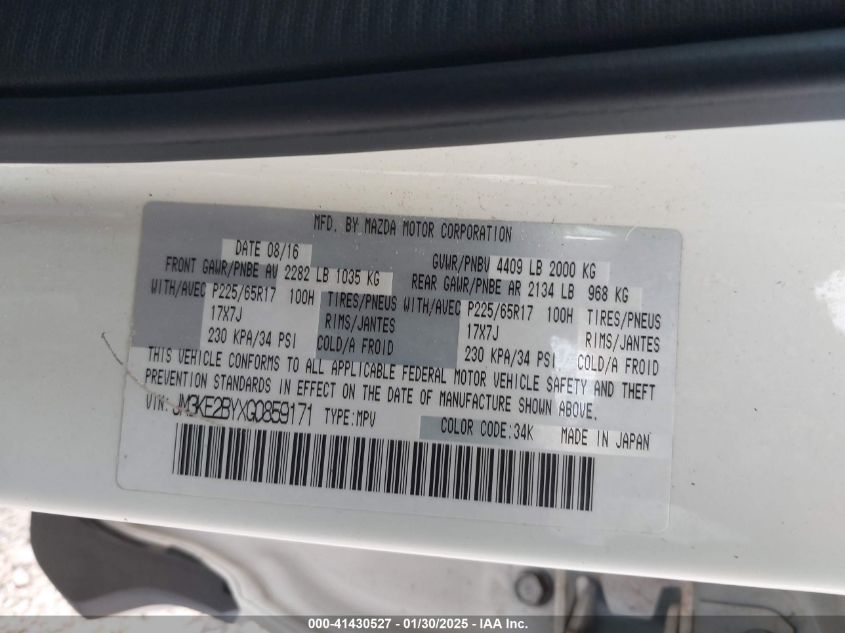 MFD. BY MAZDA MOTOR CORPORATION
DATE 08/16 GVWR/PNBV 4409 LB 2000 KG
FRONT GAWR/PNBE AV 2282 LB 1035 KG REAR GAWR/PNBE AR 2134 LB 968 KG
WITH/AVEC P225/65R17 100H TIRES/PNEUS WITH/AVEC P225/65R17 100H TIRES/PNEUS
17X7J RIMS/JANTES 17X7J RIMS/JANTES
230 KPA/34 PSI COLD/A FROID 230 KPA/34 PSI COLD/A FROID
THIS VEHICLE CONFORMS TO ALL APPLICABLE FEDERAL MOTOR VEHICLE SAFETY AND THEFT
PREVENTION STANDARDS IN EFFECT ON THE DATE OF MANUFACTURE SHOWN ABOVE.
VIN: JM3KE2BYXG0859171 TYPE:MPV COLOR CODE:34K MADE IN JAPAN
000-41430527 - 01/30/2025 - IAA Inc.